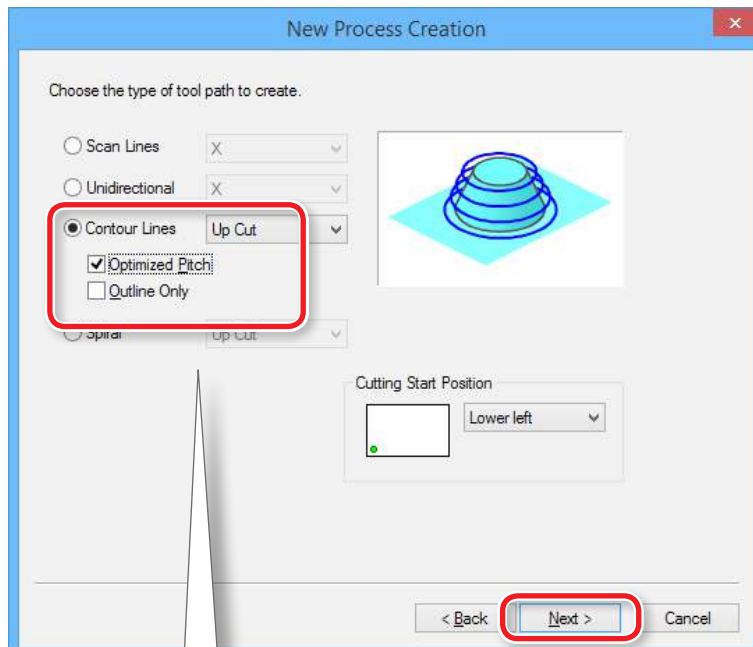 New Process Creation
Choose the type of tool path to create.
Scan Lines X
Unidirectional X
Contour Lines Up Cut
Optimized Pitch
Outline Only
Spiral Up Cut
Cutting Start Position
Lower left
< Back Next > Cancel